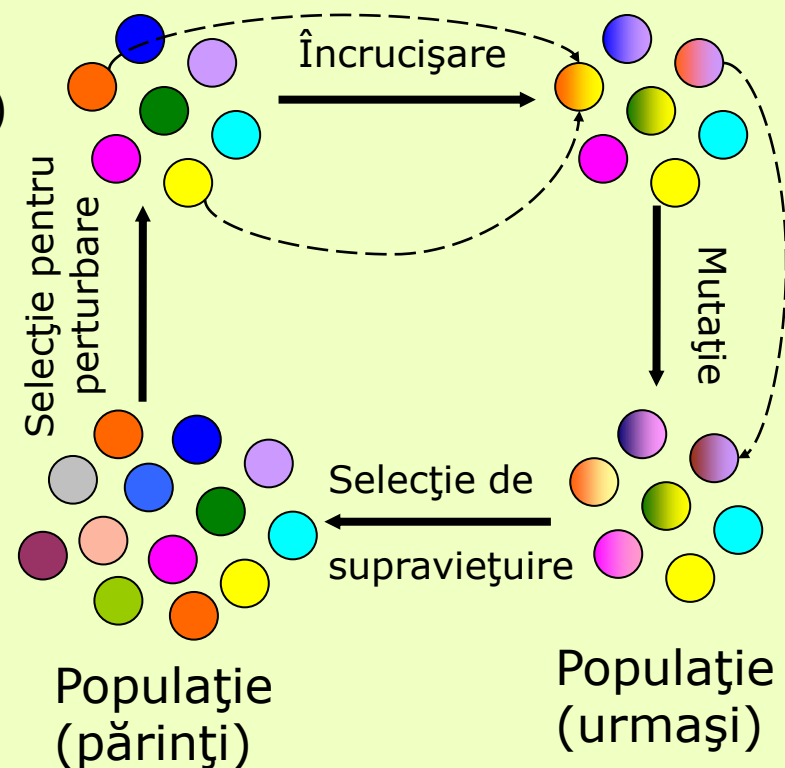 Încrucişare
Selecţie pentru
perturbare
Mutaţie
Selecţie de
supravieţuire
Populaţie
(părinţi)
Populaţie
(urmaşi)